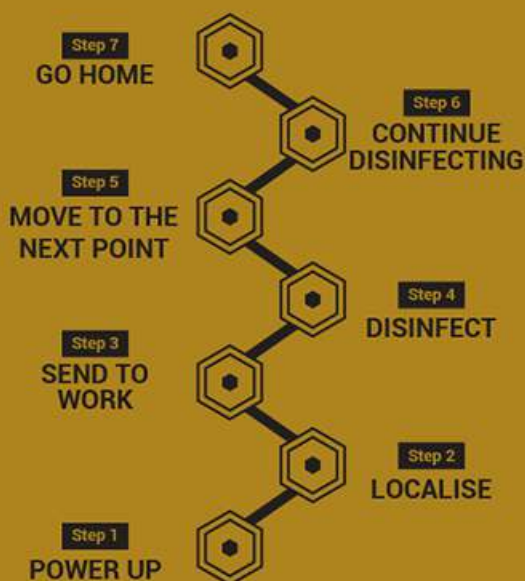 Step 7
GO HOME
Step 6
CONTINUE
DISINFECTING
Step 5
MOVE TO THE
NEXT POINT
Step 4
DISINFECT
Step 3
SEND TO
WORK
Step 2
LOCALISE
Step 1
POWER UP